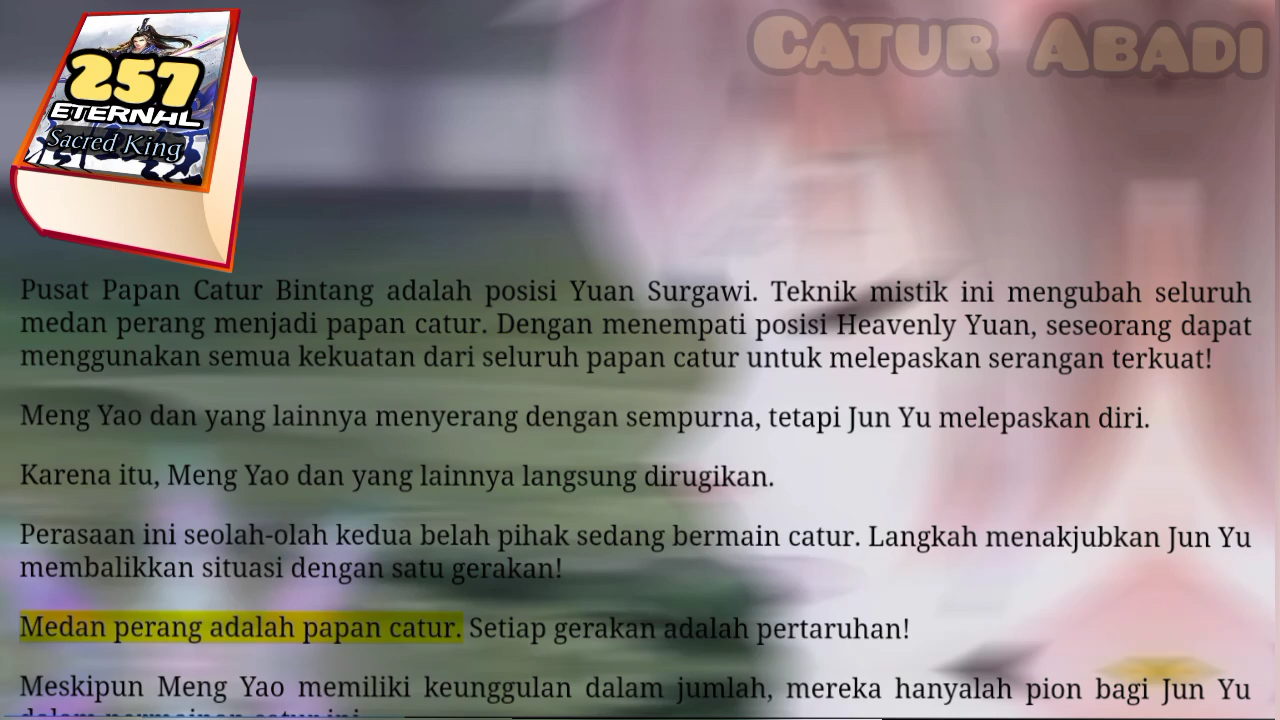 CATUR ABADI
257
ETERNAL
Sacred King
Pusat Papan Catur Bintang adalah posisi Yuan Surgawi. Teknik mistik ini mengubah seluruh
medan perang menjadi papan catur. Dengan menempati posisi Heavenly Yuan, seseorang dapat
menggunakan semua kekuatan dari seluruh papan catur untuk melepaskan serangan terkuat!
Meng Yao dan yang lainnya menyerang dengan sempurna, tetapi Jun Yu melepaskan diri.
Karena itu, Meng Yao dan yang lainnya langsung dirugikan.
Perasaan ini seolah-olah kedua belah pihak sedang bermain catur. Langkah menakjubkan Jun Yu
membalikkan situasi dengan satu gerakan!
Medan perang adalah papan catur. Setiap gerakan adalah pertaruhan!
Meskipun Meng Yao memiliki keunggulan dalam jumlah, mereka hanyalah pion bagi Jun Yu